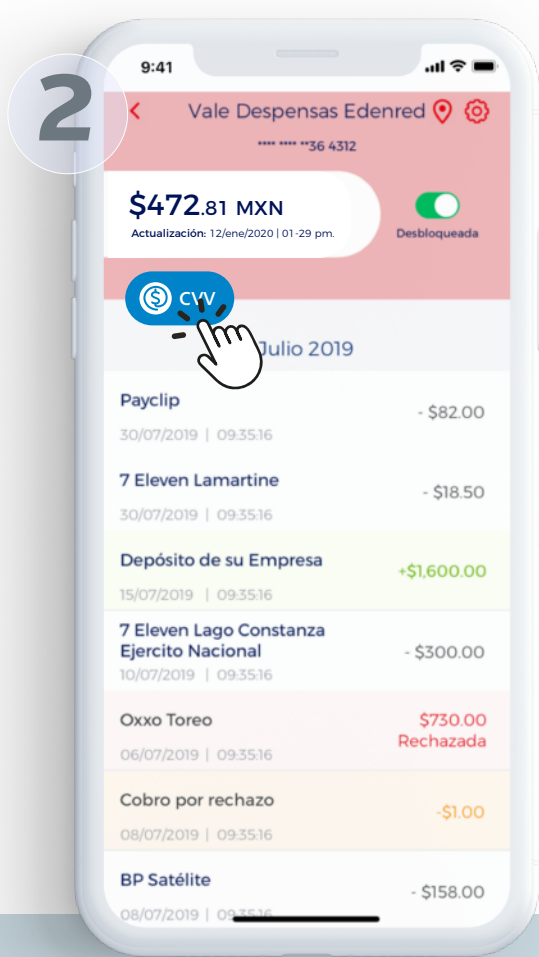 2
9:41
Vale Despensas Edenred
**** **** **36 4312
$472.81 MXN
Actualización: 12/ene/2020 | 01-29 pm.
Desbloqueada
CVV
Julio 2019
Payclip
- $82.00
30/07/2019 | 09:35:16
7 Eleven Lamartine
- $18.50
30/07/2019 | 09:35:16
Depósito de su Empresa
+$1,600.00
15/07/2019 | 09:35:16
7 Eleven Lago Constanza
Ejercito Nacional
- $300.00
10/07/2019 | 09:35:16
Oxxo Toreo
$730.00
Rechazada
06/07/2019 | 09:35:16
Cobro por rechazo
-$1.00
08/07/2019 | 09:35:16
BP Satélite
- $158.00
08/07/2019 | 09:35:16